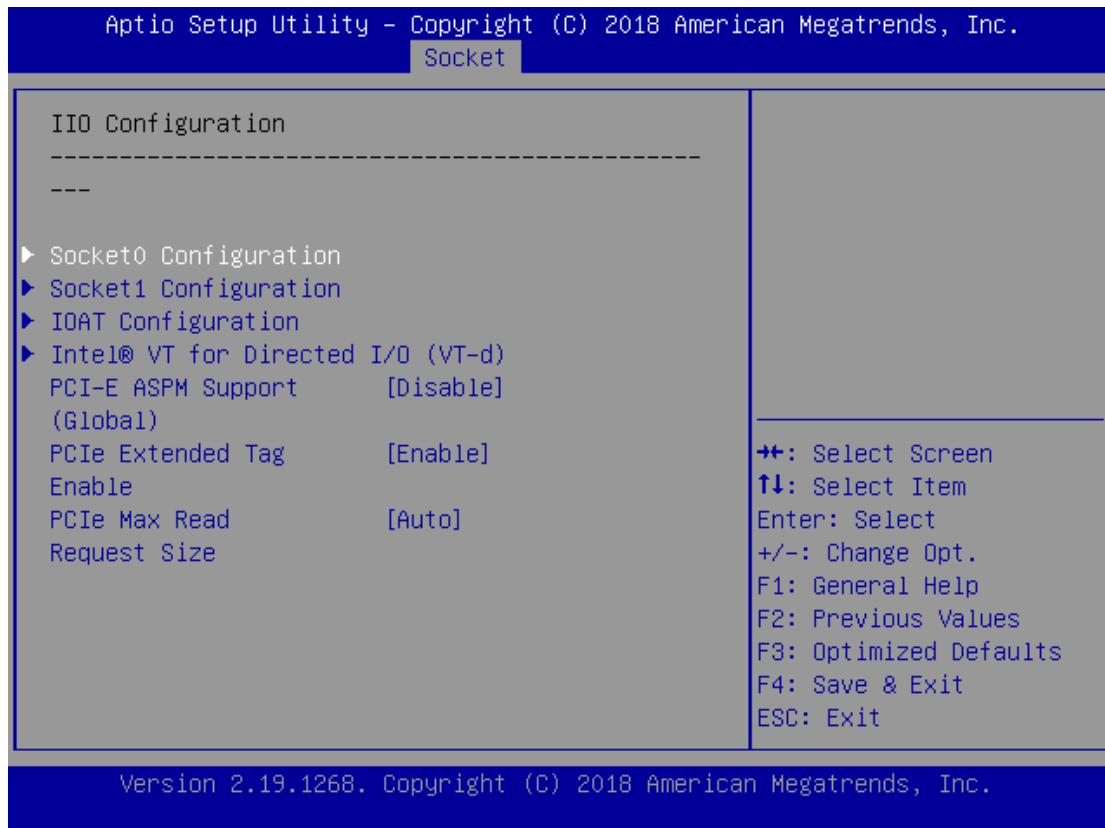 Aptio Setup Utility – Copyright (C) 2018 American Megatrends, Inc.
Socket
IIO Configuration
-----------------------------------------------
---
Socket0 Configuration
Socket1 Configuration
IOAT Configuration
Intel® VT for Directed I/O (VT-d)
PCI-E ASPM Support [Disable]
(Global)
PCIe Extended Tag [Enable]
Enable
PCIe Max Read [Auto]
Request Size
→←: Select Screen
↑↓: Select Item
Enter: Select
+/-: Change Opt.
F1: General Help
F2: Previous Values
F3: Optimized Defaults
F4: Save & Exit
ESC: Exit
Version 2.19.1268. Copyright (C) 2018 American Megatrends, Inc.